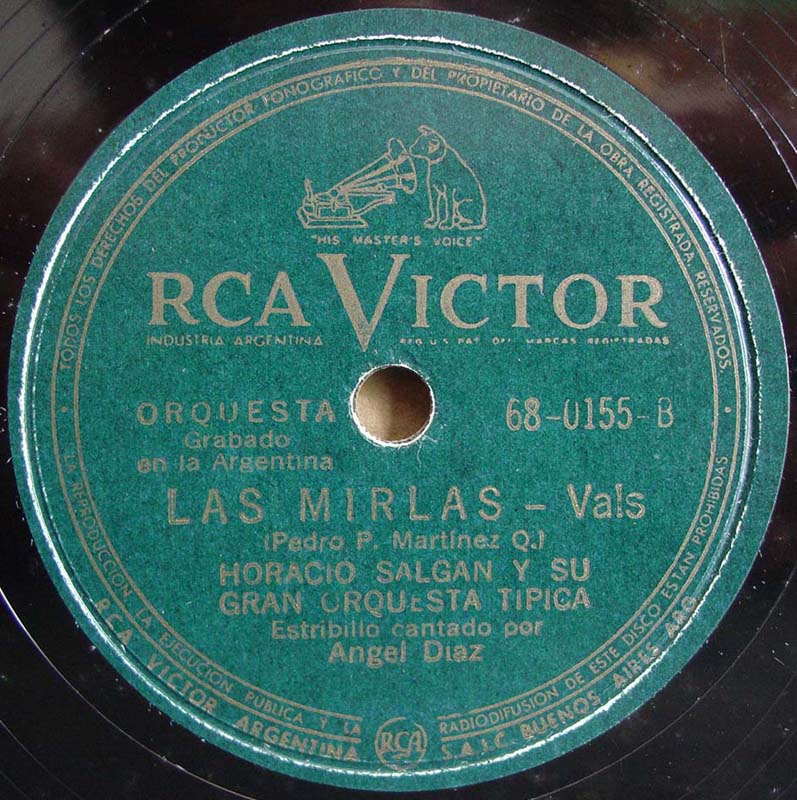 TODOS LOS DERECHOS DEL PRODUCTOR FONOGRAFICO Y DEL PROPIETARIO DE LA OBRA REGISTRADA RESERVADOS
"HIS MASTER'S VOICE"
RCA VICTOR
INDUSTRIA ARGENTINA REG. U.S. PAT. OFF. MARCAS REGISTRADAS
ORQUESTA 68-0155-B
Grabado
en la Argentina
LAS MIRLAS - Vals
(Pedro P. Martínez Q.)
HORACIO SALGAN Y SU
GRAN ORQUESTA TIPICA
Estribillo cantado por
Angel Díaz
LA REPRODUCCION, LA EJECUCION PUBLICA Y LA RADIODIFUSION DE ESTE DISCO ESTAN PROHIBIDAS
RCA VICTOR ARGENTINA RCA S.A.I.C. BUENOS AIRES ARG.